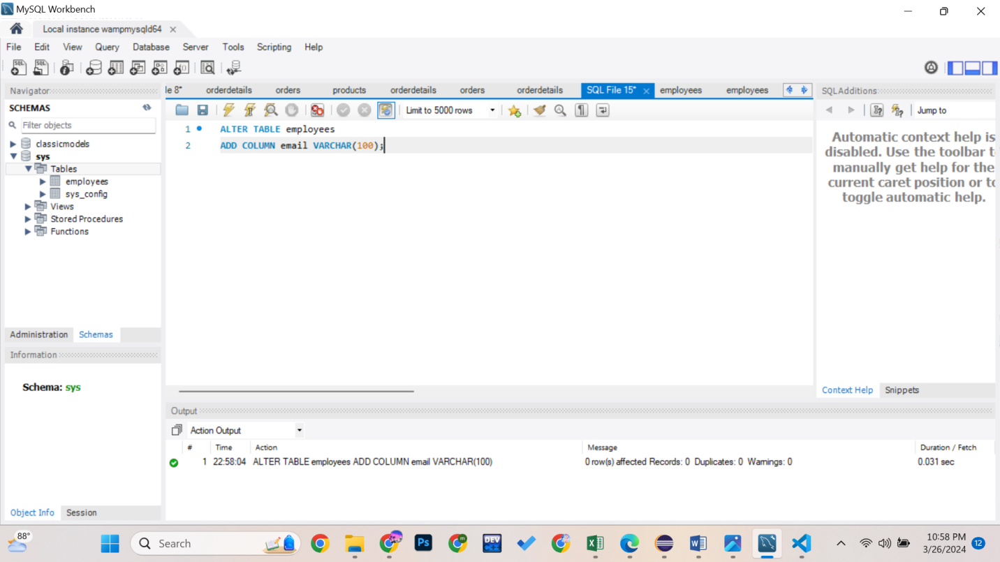 MySQL Workbench
Local instance wampmysqld64
File Edit View Query Database Server Tools Scripting Help
Navigator
le 8* orderdetails orders products orderdetails orders orderdetails SQL File 15* employees employees
SQLAdditions
SCHEMAS
Limit to 5000 rows
Jump to
Filter objects
classicmodels
sys
Tables
employees
sys_config
Views
Stored Procedures
Functions
1 ALTER TABLE employees
2 ADD COLUMN email VARCHAR(100);
Automatic context help is
disabled. Use the toolbar t
manually get help for the
current caret position or to
toggle automatic help.
Administration Schemas
Information
Schema: sys
Context Help Snippets
Output
Action Output
# Time Action Message Duration / Fetch
1 22:58:04 ALTER TABLE employees ADD COLUMN email VARCHAR(100) 0 row(s) affected Records: 0 Duplicates: 0 Warnings: 0 0.031 sec
Object Info Session
88°
Search
Ps
DEV
10:58 PM
3/26/2024
12